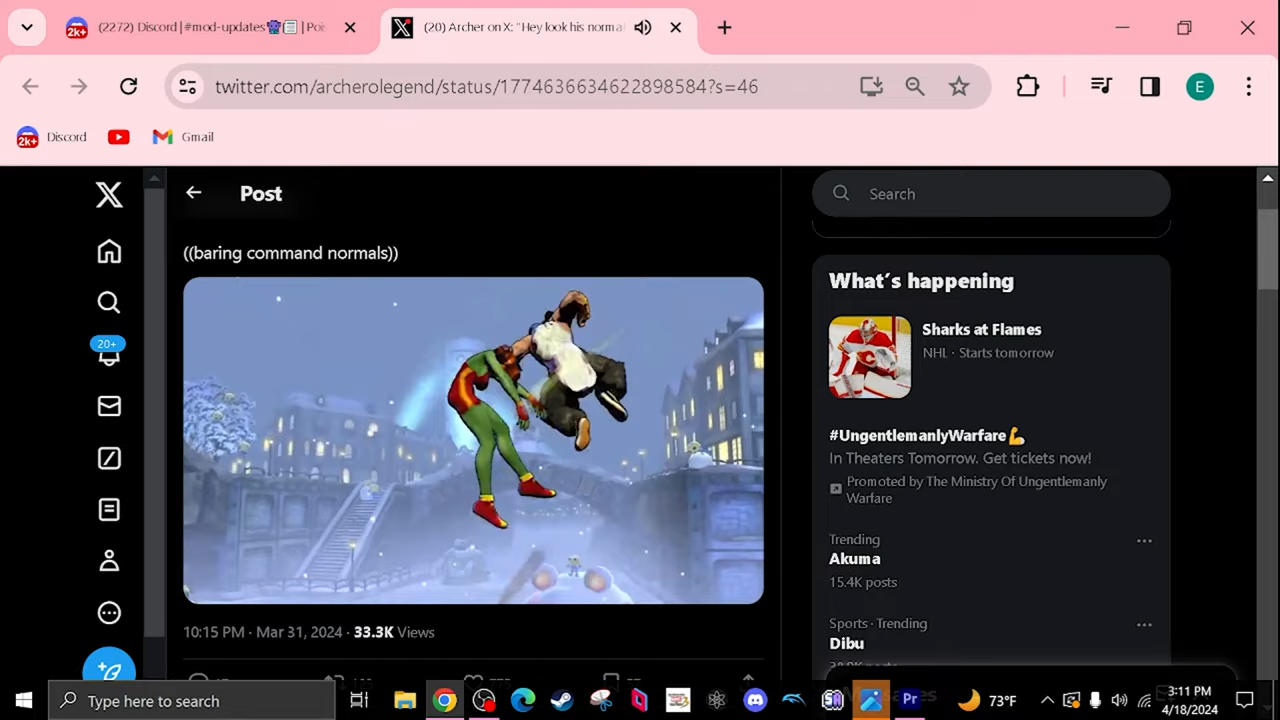 (2272) Discord | #mod-updates | Poi
(20) Archer on X: "Hey look his norma
twitter.com/archerolegend/status/1774636634622898584?s=46
E
2K+ Discord
Gmail
Post
Search
((baring command normals))
What's happening
Sharks at Flames
NHL · Starts tomorrow
20+
#UngentlemanlyWarfare💪
In Theaters Tomorrow. Get tickets now!
Promoted by The Ministry Of Ungentlemanly
Warfare
Trending
Akuma
15.4K posts
Sports · Trending
Dibu
10:15 PM · Mar 31, 2024 · 33.3K Views
Type here to search
Pr
73°F
3:11 PM
4/18/2024